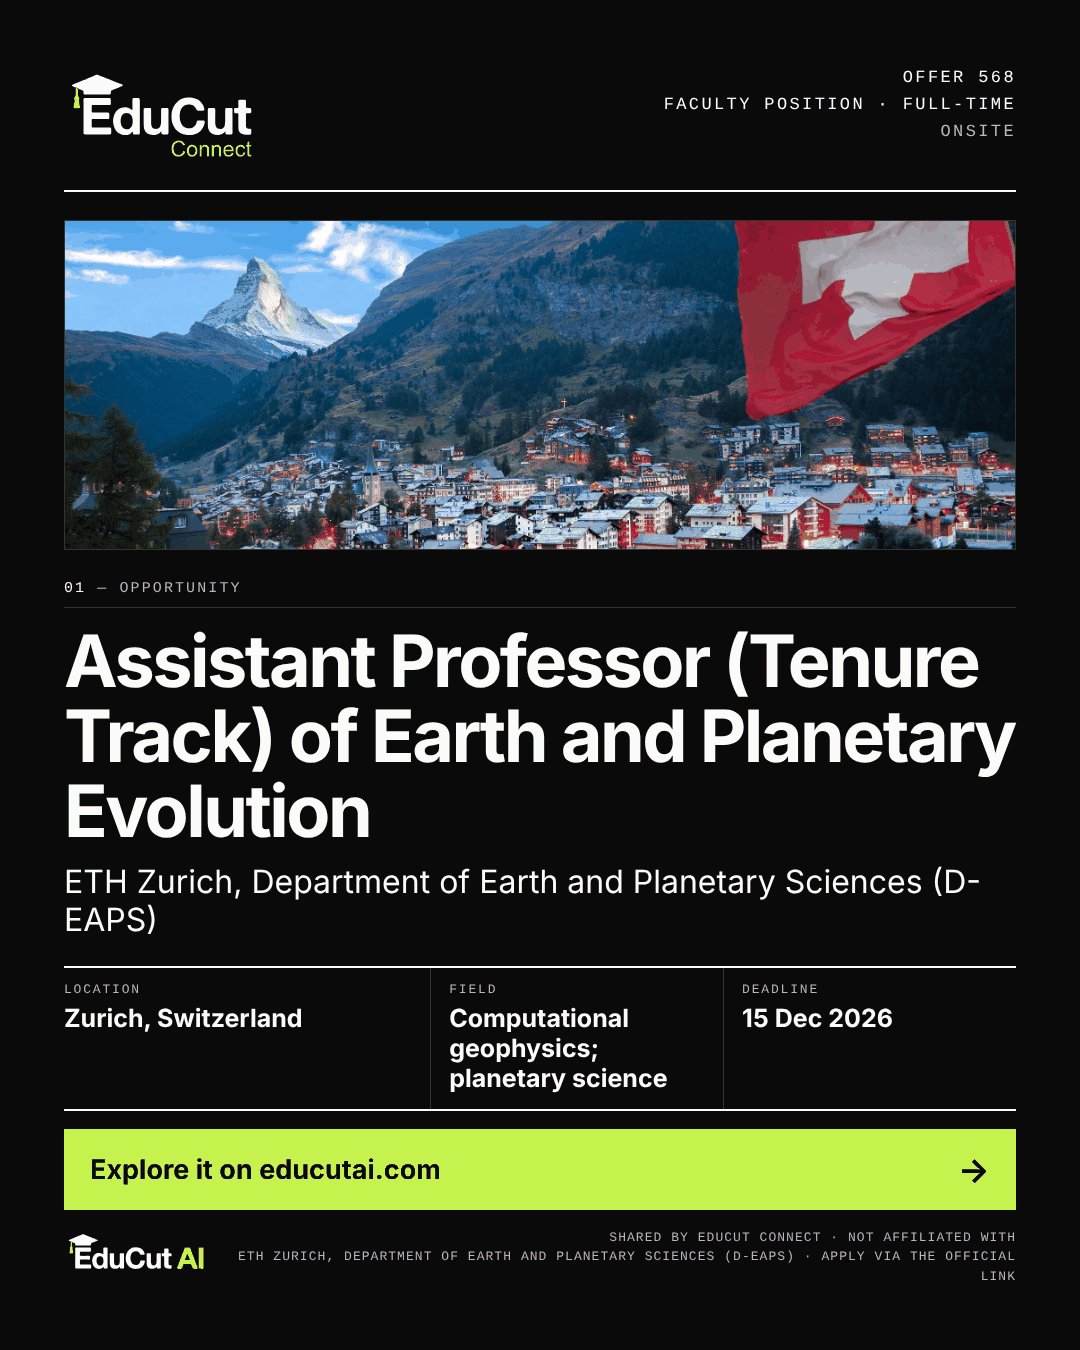 EduCut
Connect
OFFER 568
FACULTY POSITION · FULL-TIME
ONSITE
01 — OPPORTUNITY
Assistant Professor (Tenure
Track) of Earth and Planetary
Evolution
ETH Zurich, Department of Earth and Planetary Sciences (D-
EAPS)
LOCATION
Zurich, Switzerland
FIELD
Computational
geophysics;
planetary science
DEADLINE
15 Dec 2026
Explore it on educutai.com →
EduCut AI
SHARED BY EDUCUT CONNECT · NOT AFFILIATED WITH
ETH ZURICH, DEPARTMENT OF EARTH AND PLANETARY SCIENCES (D-EAPS) · APPLY VIA THE OFFICIAL
LINK